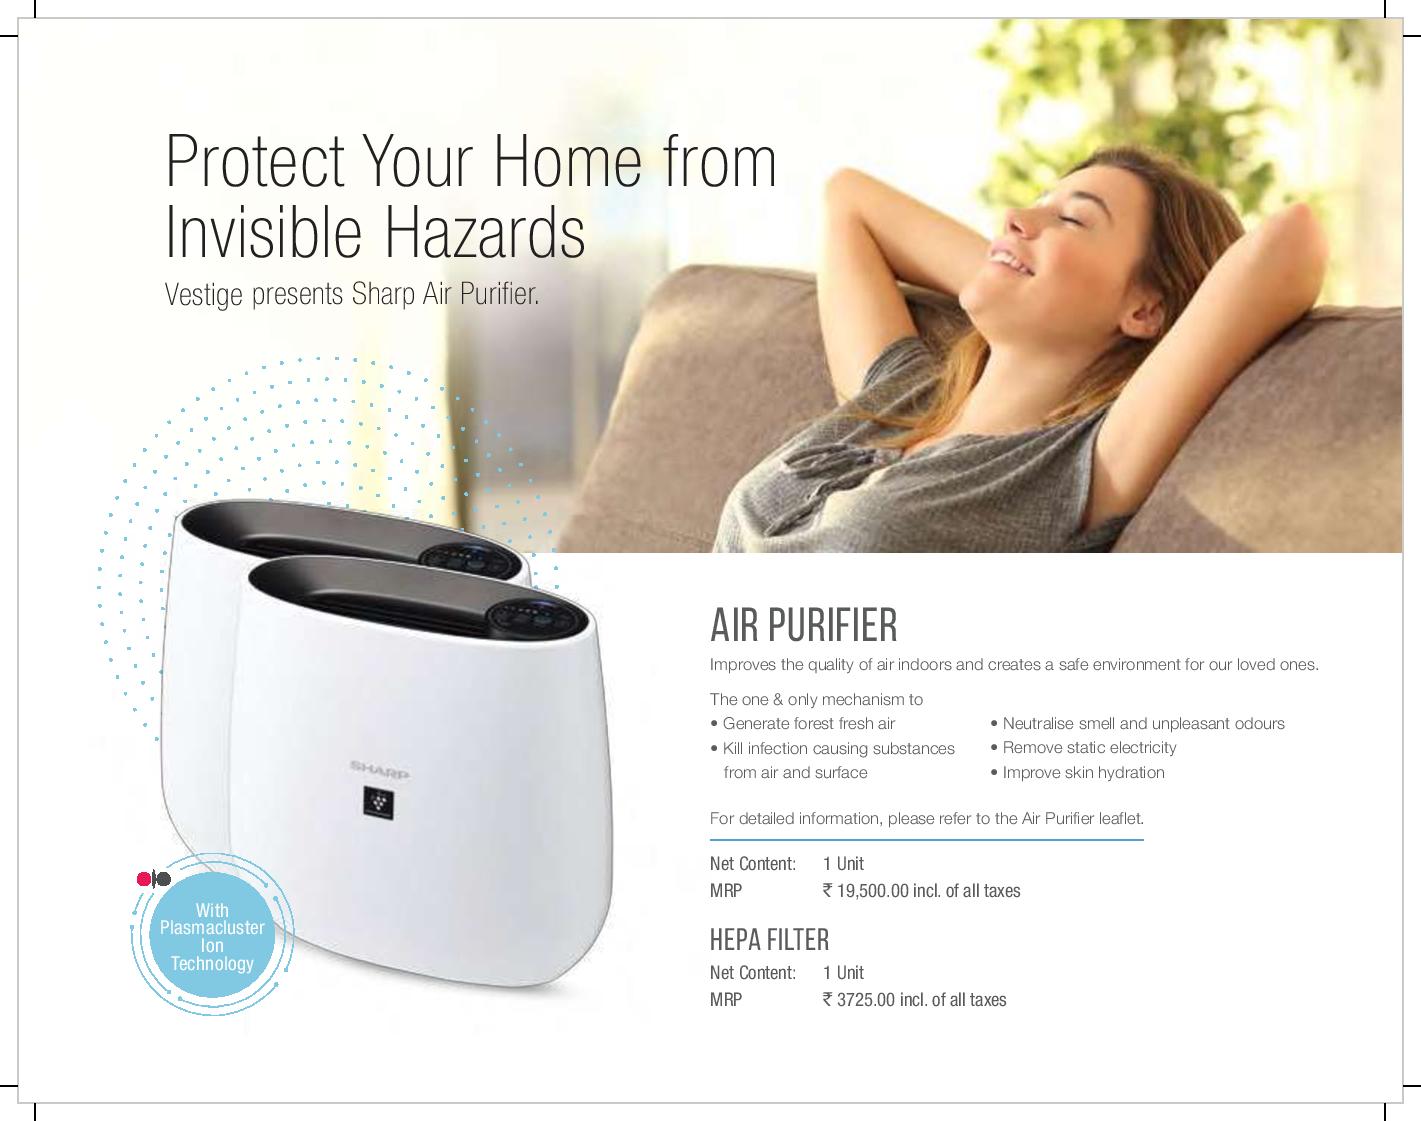 Protect Your Home from
Invisible Hazards
Vestige presents Sharp Air Purifier.
SHARP
With
Plasmacluster
Ion
Technology
AIR PURIFIER
Improves the quality of air indoors and creates a safe environment for our loved ones.
The one & only mechanism to
• Generate forest fresh air
• Kill infection causing substances
from air and surface
• Neutralise smell and unpleasant odours
• Remove static electricity
• Improve skin hydration
For detailed information, please refer to the Air Purifier leaflet.
Net Content: 1 Unit
MRP ₹ 19,500.00 incl. of all taxes
HEPA FILTER
Net Content: 1 Unit
MRP ₹ 3725.00 incl. of all taxes